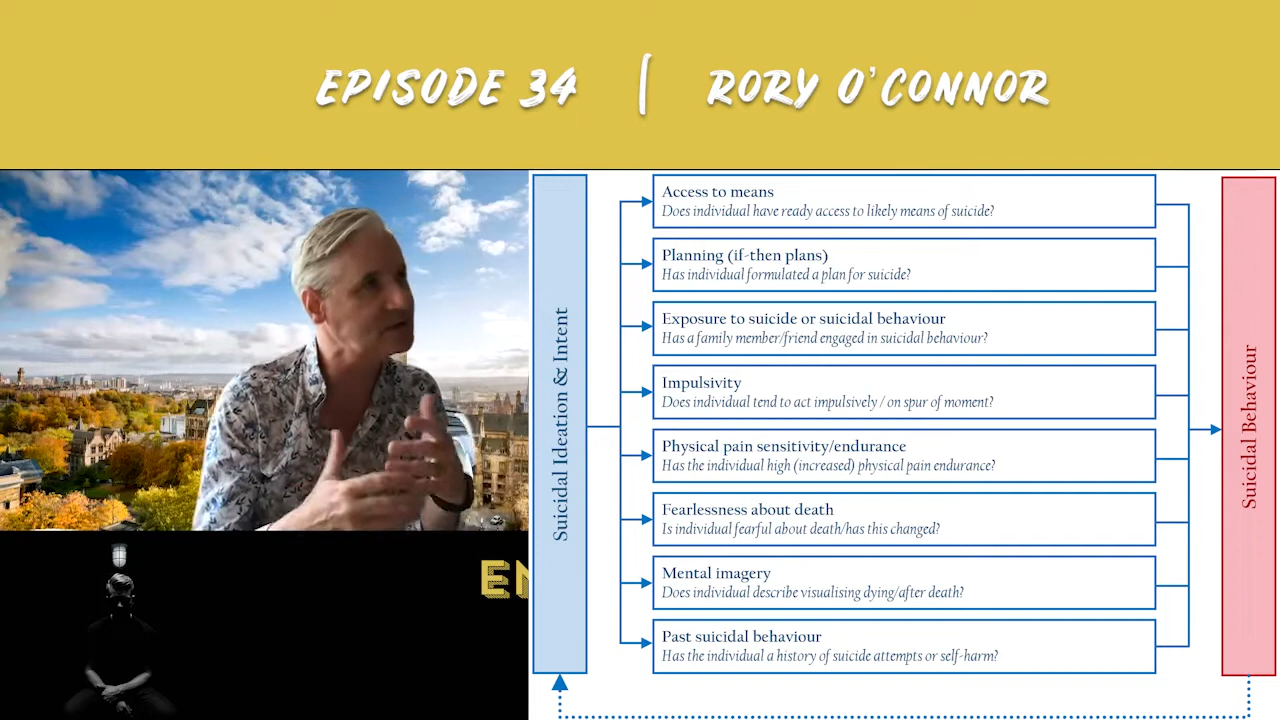 EPISODE 34 | RORY O'CONNOR
Suicidal Ideation & Intent
Access to means
Does individual have ready access to likely means of suicide?
Planning (if-then plans)
Has individual formulated a plan for suicide?
Exposure to suicide or suicidal behaviour
Has a family member/friend engaged in suicidal behaviour?
Impulsivity
Does individual tend to act impulsively / on spur of moment?
Physical pain sensitivity/endurance
Has the individual high (increased) physical pain endurance?
Fearlessness about death
Is individual fearful about death/has this changed?
Mental imagery
Does individual describe visualising dying/after death?
Past suicidal behaviour
Has the individual a history of suicide attempts or self-harm?
Suicidal Behaviour